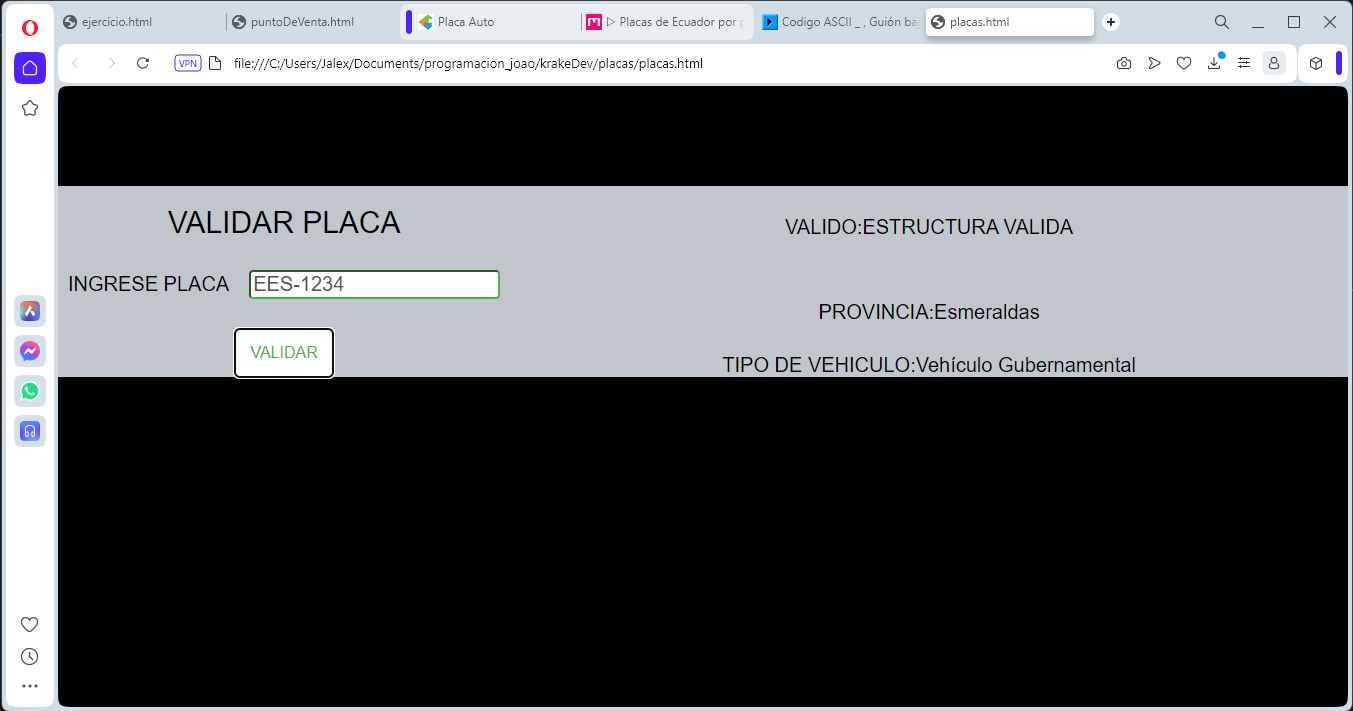 ejercicio.html
puntoDeVenta.html
Placa Auto
▷ Placas de Ecuador por p
Codigo ASCII _ , Guión baj
placas.html
VPN
file:///C:/Users/Jalex/Documents/programacion_joao/krakeDev/placas/placas.html
VALIDAR PLACA
INGRESE PLACA EES-1234
VALIDAR
VALIDO:ESTRUCTURA VALIDA
PROVINCIA:Esmeraldas
TIPO DE VEHICULO:Vehículo Gubernamental